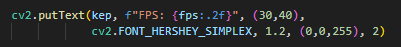 cv2.putText(kep, f"FPS: {fps:.2f}", (30,40),
cv2.FONT_HERSHEY_SIMPLEX, 1.2, (0,0,255), 2)